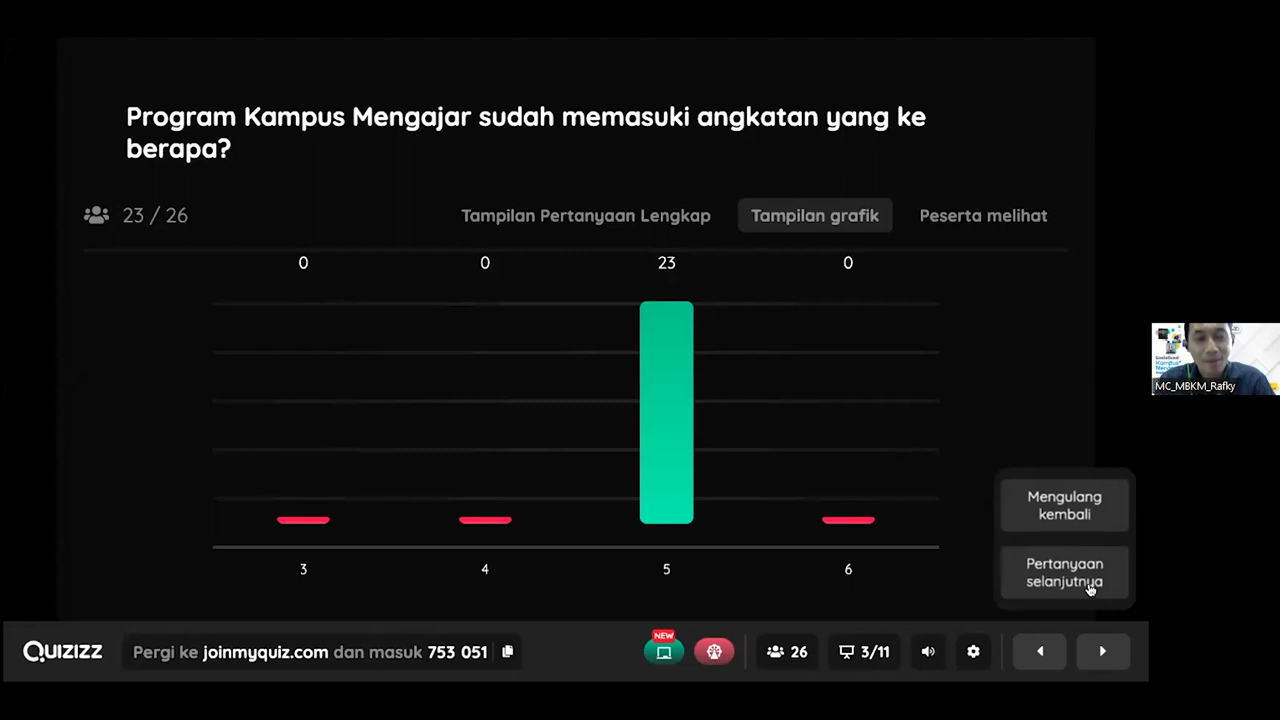 Program Kampus Mengajar sudah memasuki angkatan yang ke
berapa?
23 / 26
Tampilan Pertanyaan Lengkap
Tampilan grafik
Peserta melihat
0
0
23
0
3
4
5
6
Mengulang
kembali
Pertanyaan
selanjutnya
MC_MBKM_Rafky
QUIZIZZ
Pergi ke joinmyquiz.com dan masuk 753 051
NEW
26
3/11